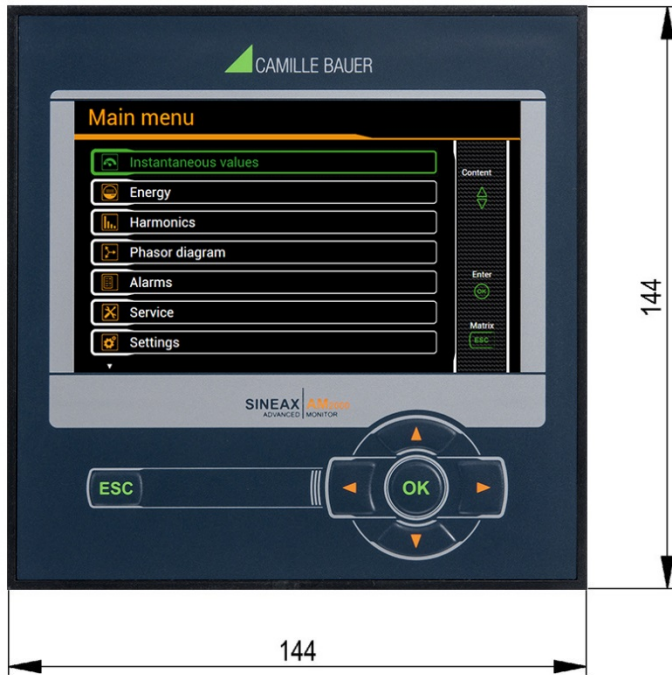 CAMILLE BAUER
Main menu
Instantaneous values
Content
Energy
Harmonics
Phasor diagram
Alarms
Enter
OK
Service
Matrix
ESC
Settings
SINEAX AM
ADVANCED MONITOR
ESC
OK
144
144